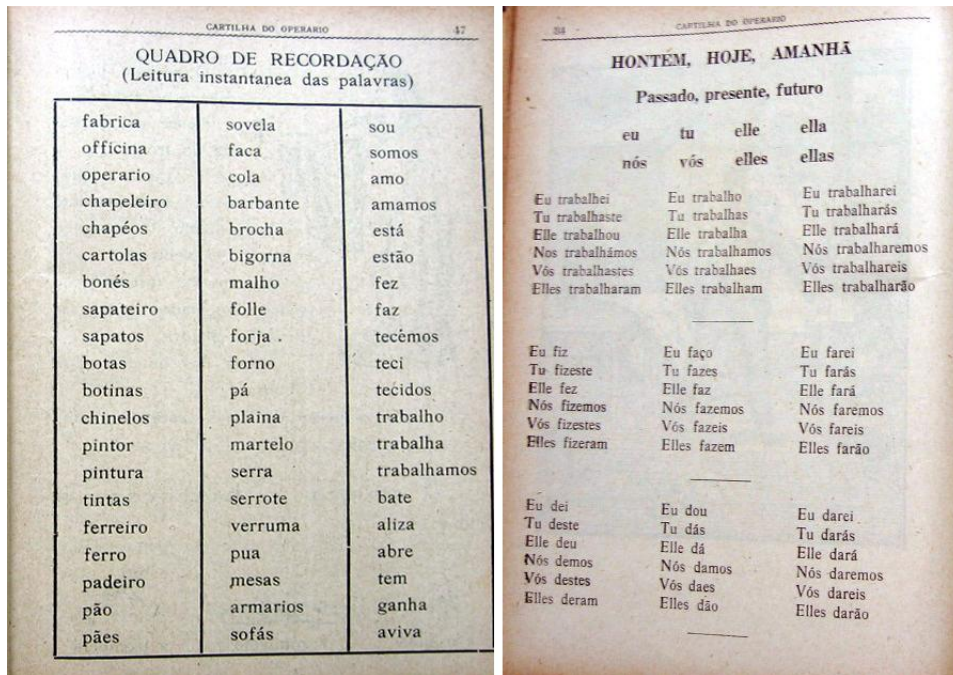 CARTILHA DO OPERARIO 47
QUADRO DE RECORDAÇÃO
(Leitura instantanea das palavras)
fabrica sovela sou
officina faca somos
operario cola amo
chapeleiro barbante amamos
chapéos brocha está
cartolas bigorna estão
bonés malho fez
sapateiro folle faz
sapatos forja tecêmos
botas forno teci
botinas pá tecidos
chinelos plaina trabalho
pintor martelo trabalha
pintura serra trabalhamos
tintas serrote bate
ferreiro verruma aliza
ferro pua abre
padeiro mesas tem
pão armarios ganha
pães sofás aviva
CARTILHA DO OPERARIO
HONTEM, HOJE, AMANHÃ
Passado, presente, futuro
eu tu elle ella
nós vós elles ellas
Eu trabalhei Eu trabalho Eu trabalharei
Tu trabalhaste Tu trabalhas Tu trabalharás
Elle trabalhou Elle trabalha Elle trabalhará
Nos trabalhámos Nós trabalhamos Nós trabalharemos
Vós trabalhastes Vós trabalhaes Vós trabalhareis
Elles trabalharam Elles trabalham Elles trabalharão
Eu fiz Eu faço Eu farei
Tu fizeste Tu fazes Tu farás
Elle fez Elle faz Elle fará
Nós fizemos Nós fazemos Nós faremos
Vós fizestes Vós fazeis Vós fareis
Elles fizeram Elles fazem Elles farão
Eu dei Eu dou Eu darei
Tu deste Tu dás Tu darás
Elle deu Elle dá Elle dará
Nós demos Nós damos Nós daremos
Vós destes Vós daes Vós dareis
Elles deram Elles dão Elles darão